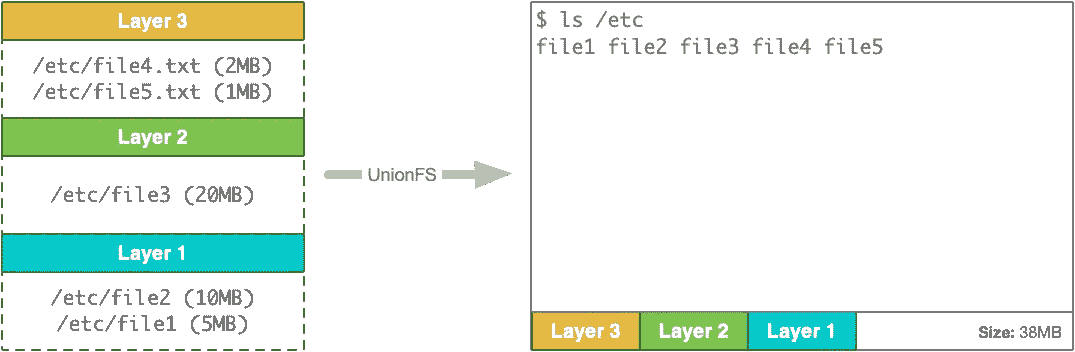 Layer 3
/etc/file4.txt (2MB)
/etc/file5.txt (1MB)
Layer 2
/etc/file3 (20MB)
Layer 1
/etc/file2 (10MB)
/etc/file1 (5MB)
UnionFS
$ ls /etc
file1 file2 file3 file4 file5
Layer 3 Layer 2 Layer 1 Size: 38MB